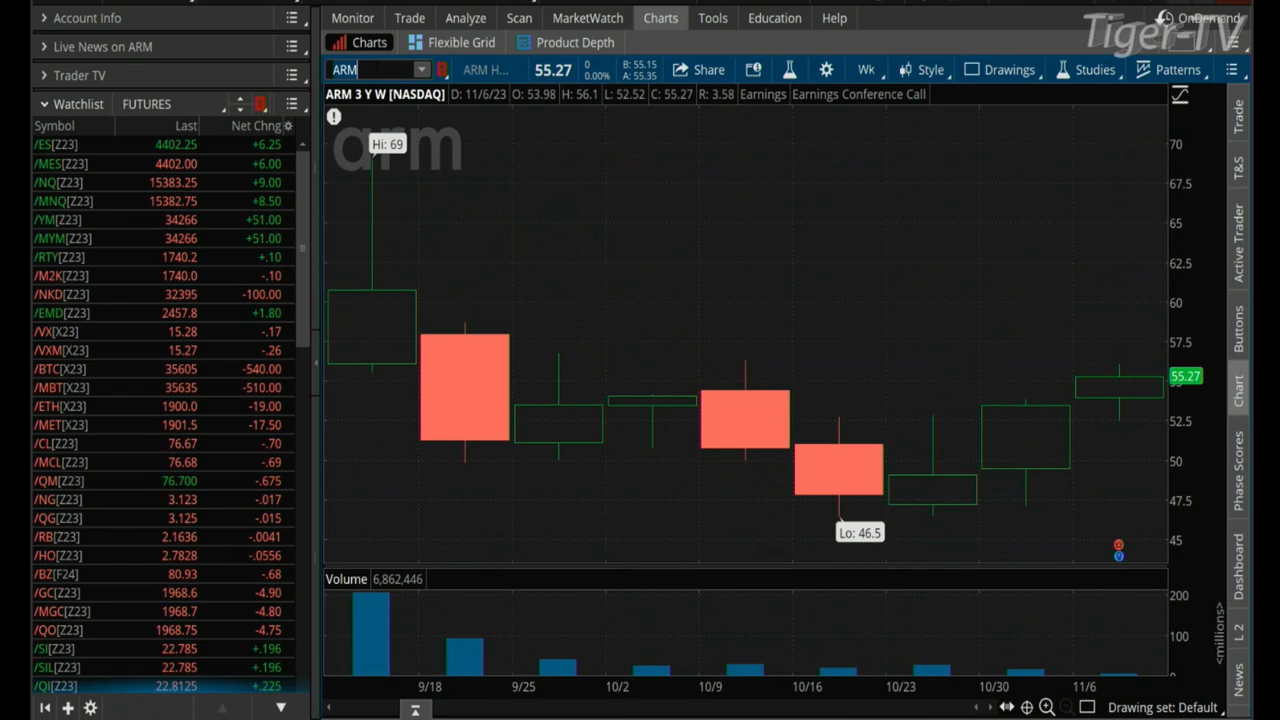 Account Info
Live News on ARM
Trader TV
Watchlist FUTURES
Symbol Last Net Chng
/ES[Z23] 4402.25 +6.25
/MES[Z23] 4402.00 +6.00
/NQ[Z23] 15383.25 +9.00
/MNQ[Z23] 15382.75 +8.50
/YM[Z23] 34266 +51.00
/MYM[Z23] 34266 +51.00
/RTY[Z23] 1740.2 +.10
/M2K[Z23] 1740.0 -.10
/NKD[Z23] 32395 -100.00
/EMD[Z23] 2457.8 +1.80
/VX[X23] 15.28 -.17
/VXM[X23] 15.27 -.26
/BTC[X23] 35605 -540.00
/MBT[X23] 35635 -510.00
/ETH[X23] 1900.0 -19.00
/MET[X23] 1901.5 -17.50
/CL[Z23] 76.67 -.70
/MCL[Z23] 76.68 -.69
/QM[Z23] 76.700 -.675
/NG[Z23] 3.123 -.017
/QG[Z23] 3.125 -.015
/RB[Z23] 2.1636 -.0041
/HO[Z23] 2.7828 -.0556
/BZ[F24] 80.93 -.68
/GC[Z23] 1968.6 -4.90
/MGC[Z23] 1968.7 -4.80
/QO[Z23] 1968.75 -4.75
/SI[Z23] 22.785 +.196
/SIL[Z23] 22.785 +.196
/QI[Z23] 22.8125 +.225
Monitor Trade Analyze Scan MarketWatch Charts Tools Education Help
OnDemand
Tiger-TV
Charts Flexible Grid Product Depth
ARM ARM H... 55.27 0 0.00% B: 55.15 A: 55.35 Share Wk Style Drawings Studies Patterns
ARM 3 Y W [NASDAQ] D: 11/6/23 O: 53.98 H: 56.1 L: 52.52 C: 55.27 R: 3.58 Earnings Earnings Conference Call
arm
Hi: 69
Lo: 46.5
70
67.5
65
62.5
60
57.5
55.27
52.5
50
47.5
45
Volume 6,862,446
200
100
0
<millions>
9/18 9/25 10/2 10/9 10/16 10/23 10/30 11/6
Drawing set: Default
Trade
T&S
Active Trader
Buttons
Chart
Phase Scores
Dashboard
L 2
News